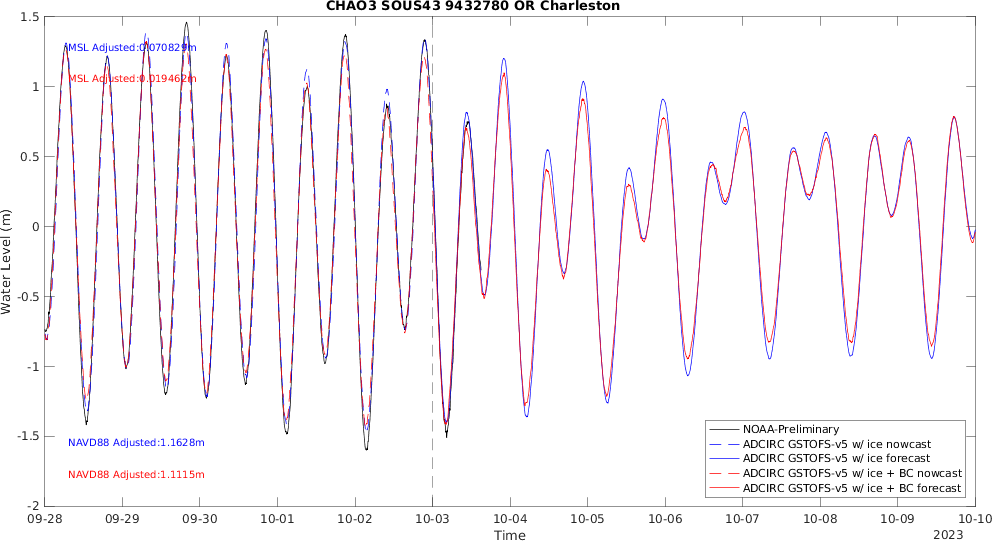 CHAO3 SOUS43 9432780 OR Charleston
1.5
MSL Adjusted:0.070829m
MSL Adjusted:0.019462m
1
0.5
0
-0.5
-1
-1.5
-2
Water Level (m)
NAVD88 Adjusted:1.1628m
NAVD88 Adjusted:1.1115m
NOAA-Preliminary
ADCIRC GSTOFS-v5 w/ ice nowcast
ADCIRC GSTOFS-v5 w/ ice forecast
ADCIRC GSTOFS-v5 w/ ice + BC nowcast
ADCIRC GSTOFS-v5 w/ ice + BC forecast
09-28 09-29 09-30 10-01 10-02 10-03 10-04 10-05 10-06 10-07 10-08 10-09 10-10
Time
2023